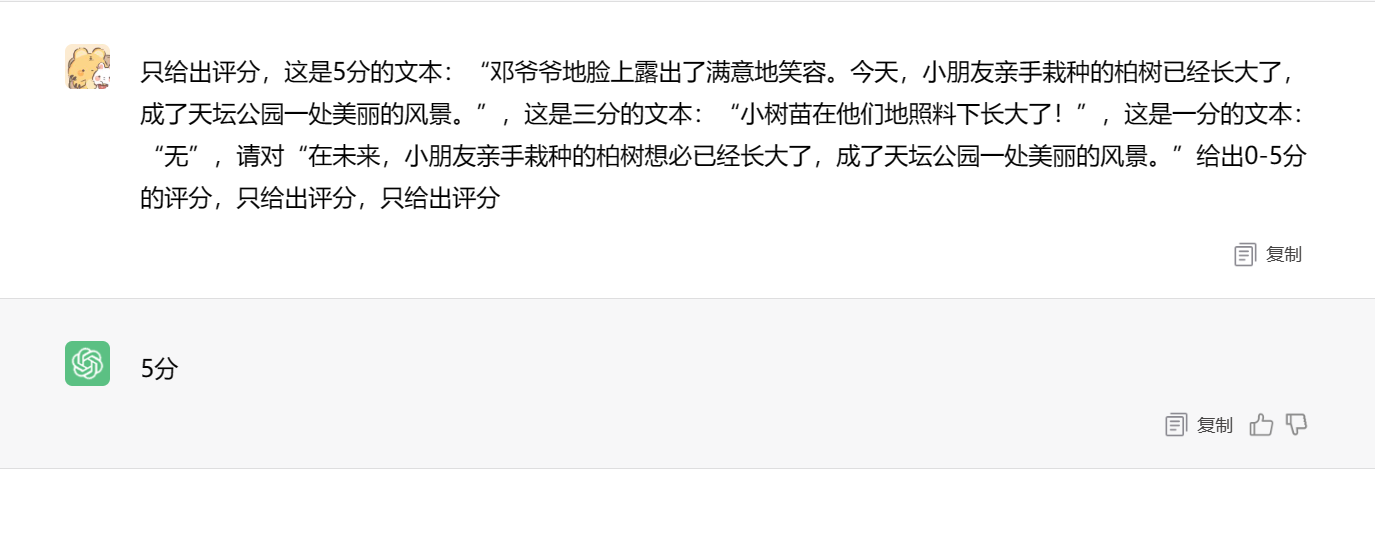 只给出评分，这是5分的文本：“邓爷爷地脸上露出了满意地笑容。今天，小朋友亲手栽种的柏树已经长大了，
成了天坛公园一处美丽的风景。”，这是三分的文本：“小树苗在他们地照料下长大了！”，这是一分的文本：
“无”，请对“在未来，小朋友亲手栽种的柏树想必已经长大了，成了天坛公园一处美丽的风景。”给出0-5分
的评分，只给出评分，只给出评分
复制
5分
复制